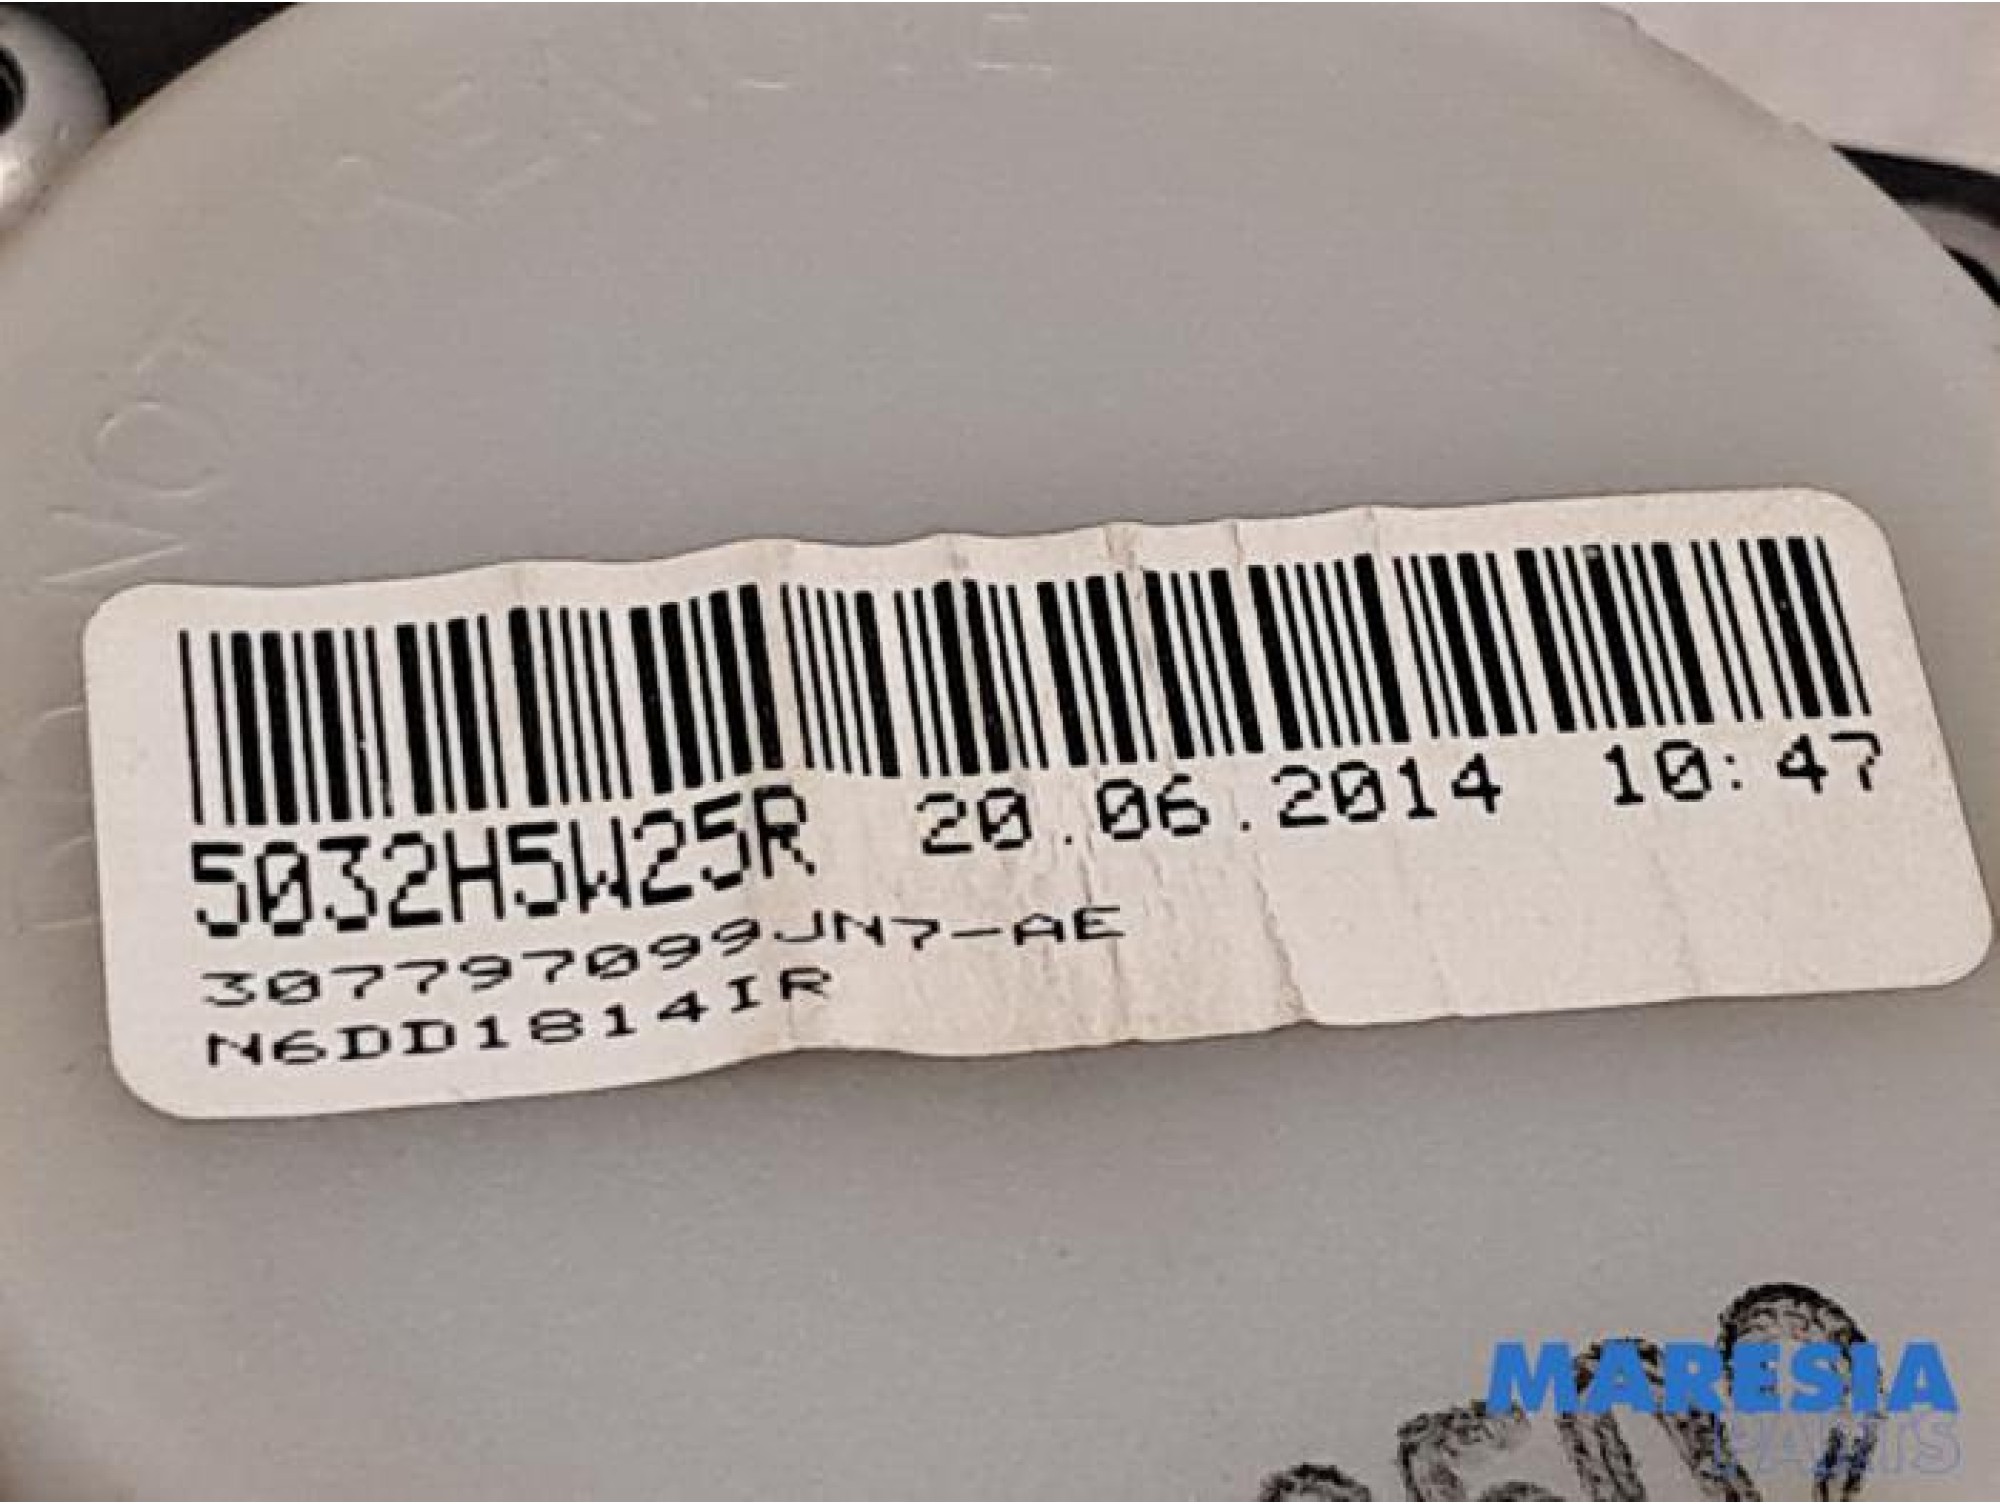 5032H5W25R 20.06.2014 10:47
307797099JN7-AE
N6DD1814IR
MARESIA
PARTS